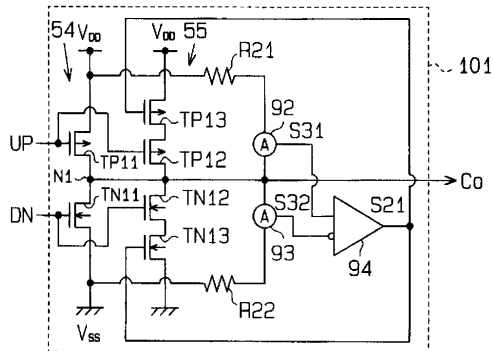 54
V_DD
55
V_DD
R21
101
92
TP13
S31
UP
TP11
TP12
A
N1
Co
TN11
TN12
S32
S21
DN
A
TN13
93
94
R22
V_SS